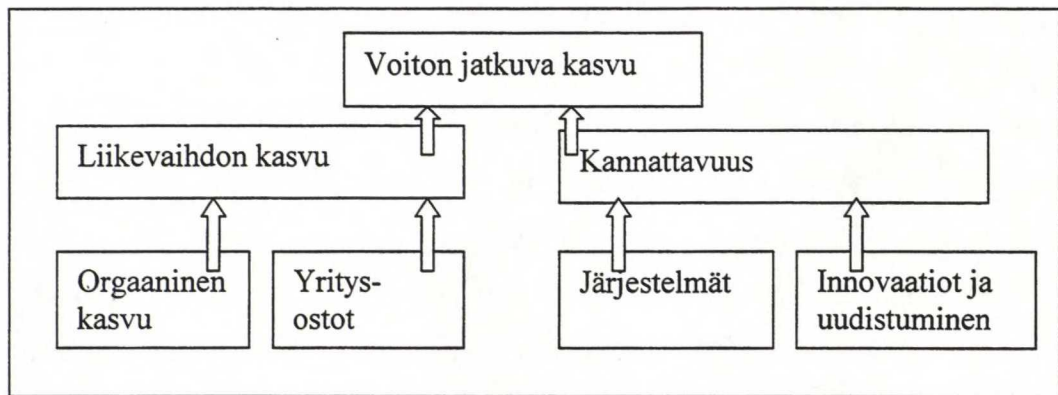 Voiton jatkuva kasvu
Liikevaihdon kasvu
Kannattavuus
Orgaaninen
kasvu
Yritys-
ostot
Järjestelmät
Innovaatiot ja
uudistuminen